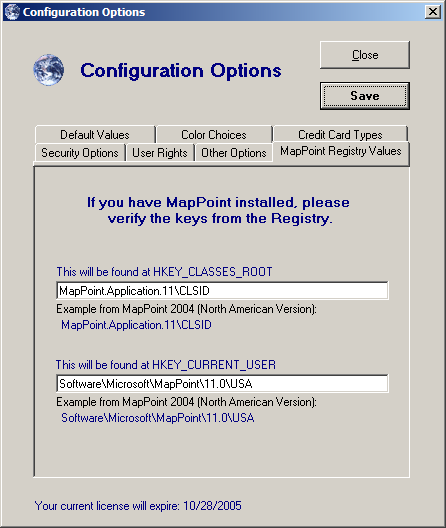 Configuration Options
Close
Configuration Options
Save
Default Values
Color Choices
Credit Card Types
Security Options
User Rights
Other Options
MapPoint Registry Values
If you have MapPoint installed, please
verify the keys from the Registry.
This will be found at HKEY_CLASSES_ROOT
MapPoint.Application.11\CLSID
Example from MapPoint 2004 (North American Version):
MapPoint.Application.11\CLSID
This will be found at HKEY_CURRENT_USER
Software\Microsoft\MapPoint\11.0\USA
Example from MapPoint 2004 (North American Version):
Software\Microsoft\MapPoint\11.0\USA
Your current license will expire: 10/28/2005